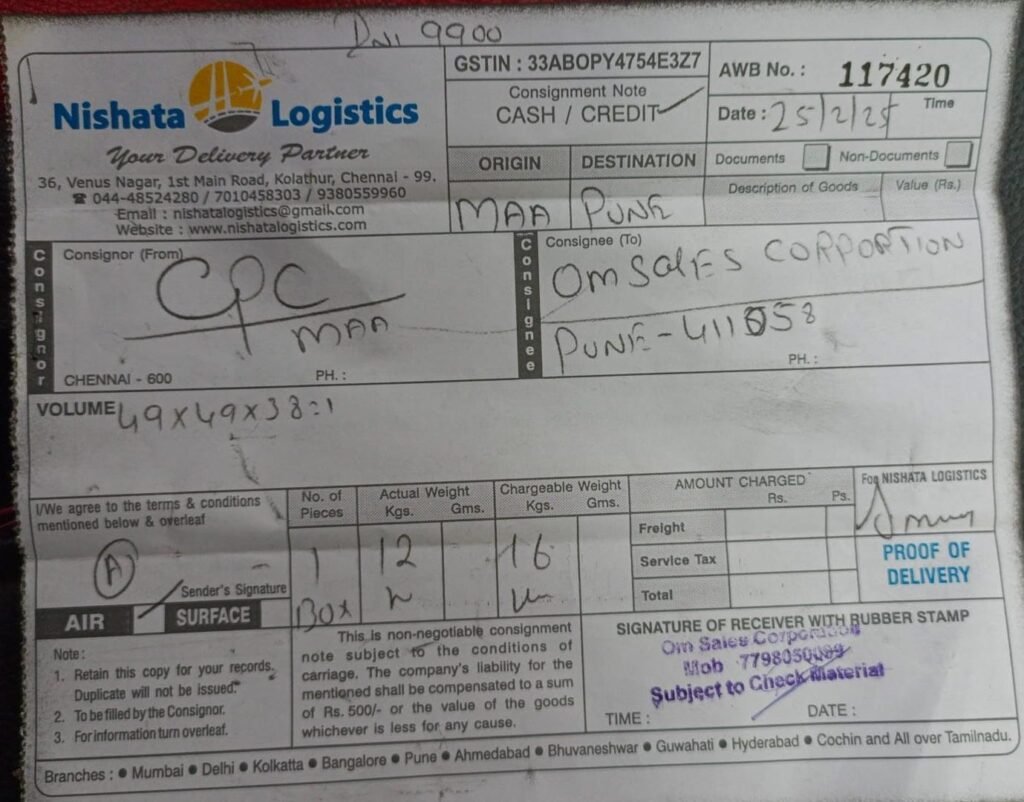 9900
Nishata Logistics
Your Delivery Partner
36, Venus Nagar, 1st Main Road, Kolathur, Chennai - 99.
☎ 044-48524280 / 7010458303 / 9380559960
Email : nishatalogistics@gmail.com
Website : www.nishatalogistics.com
GSTIN : 33ABOPY4754E3Z7
Consignment Note
CASH / CREDIT
AWB No. : 117420
Date : 25/2/25 Time
ORIGIN DESTINATION
MAA PUNE
Documents Non-Documents
Description of Goods Value (Rs.)
Consignor
Consignor (From)
CPC
MAA
CHENNAI - 600 PH. :
Consignee
Consignee (To)
OM SALES CORPORTION
PUNE-411058
PH. :
VOLUME 49x49x38=1
I/We agree to the terms & conditions
mentioned below & overleaf
A
Sender's Signature
AIR SURFACE
No. of Pieces
1
BOX
Actual Weight
Kgs. Gms.
12
Chargeable Weight
Kgs. Gms.
16
AMOUNT CHARGED
Rs. Ps.
Freight
Service Tax
Total
For NISHATA LOGISTICS
PROOF OF
DELIVERY
Note :
1. Retain this copy for your records.
Duplicate will not be issued.
2. To be filled by the Consignor.
3. For information turn overleaf.
This is non-negotiable consignment
note subject to the conditions of
carriage. The company's liability for the
mentioned shall be compensated to a sum
of Rs. 500/- or the value of the goods
whichever is less for any cause.
SIGNATURE OF RECEIVER WITH RUBBER STAMP
Om Sales Corporation
Mob 7798050089
Subject to Check Material
TIME : DATE :
Branches : ● Mumbai ● Delhi ● Kolkatta ● Bangalore ● Pune ● Ahmedabad ● Bhuvaneshwar ● Guwahati ● Hyderabad ● Cochin and All over Tamilnadu.